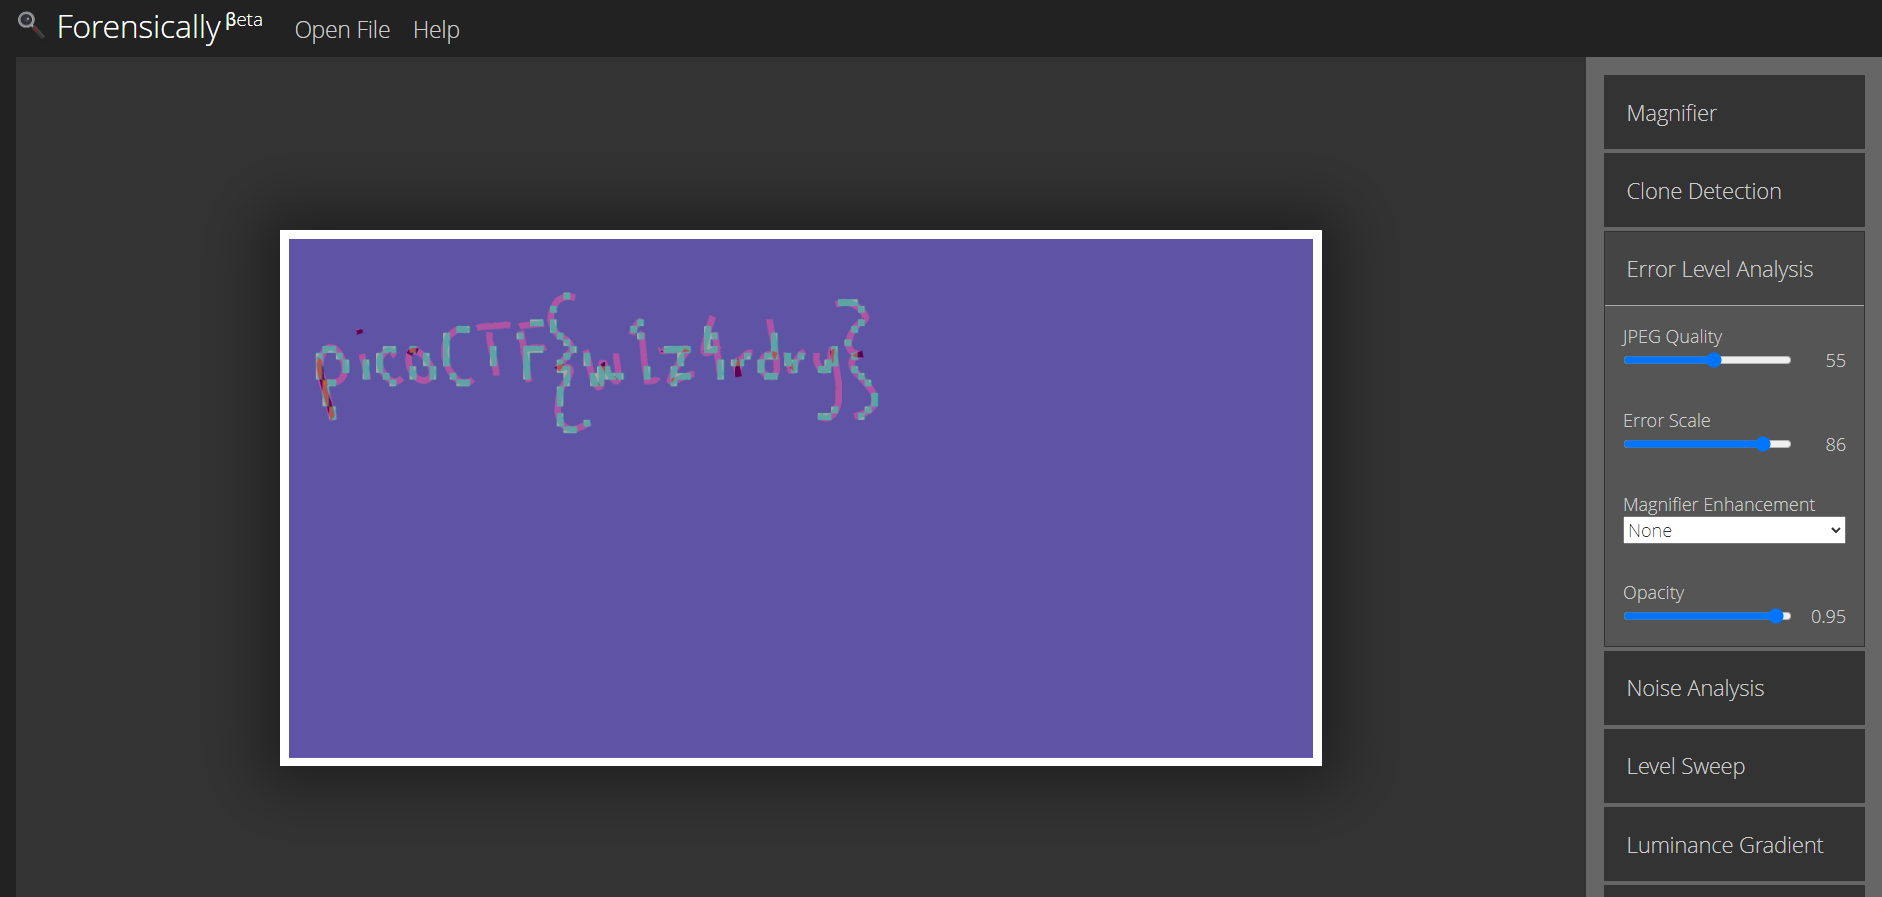 Forensically βeta Open File Help
picoCTF{w1z4rdry}
Magnifier
Clone Detection
Error Level Analysis
JPEG Quality
55
Error Scale
86
Magnifier Enhancement
None
Opacity
0.95
Noise Analysis
Level Sweep
Luminance Gradient